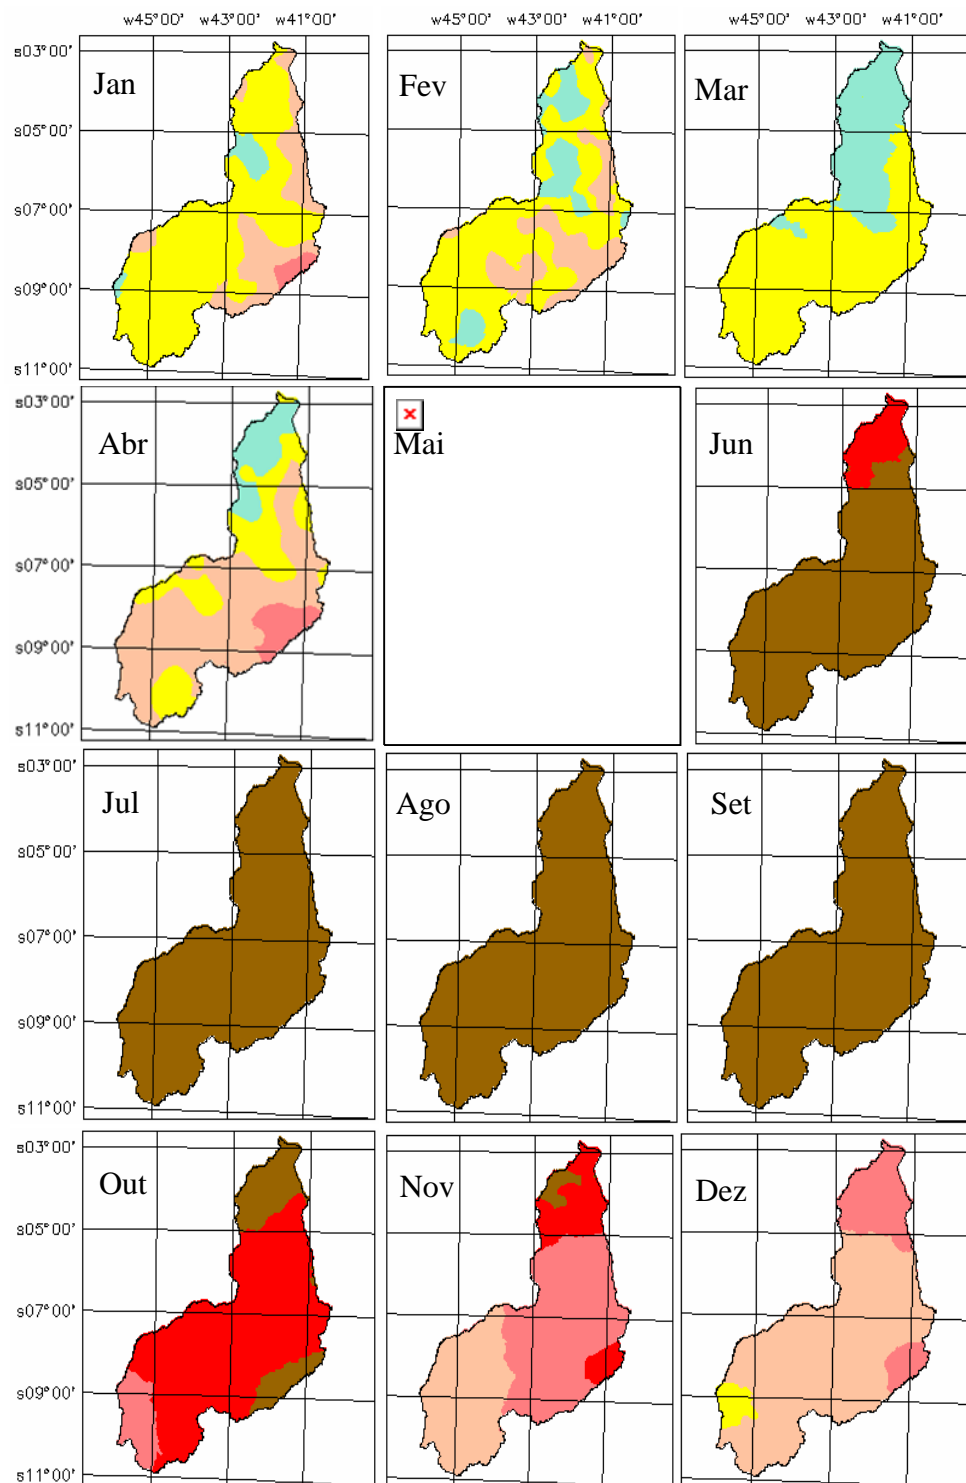 w45°00' w43°00' w41°00' w45°00' w43°00' w41°00' w45°00' w43°00' w41°00'
s03°00'
Jan Fev Mar
s05°00'
s07°00'
s09°00'
s11°00'
s03°00'
Abr Mai Jun
s05°00'
s07°00'
s09°00'
s11°00'
s03°00'
Jul Ago Set
s05°00'
s07°00'
s09°00'
s11°00'
s03°00'
Out Nov Dez
s05°00'
s07°00'
s09°00'
s11°00'